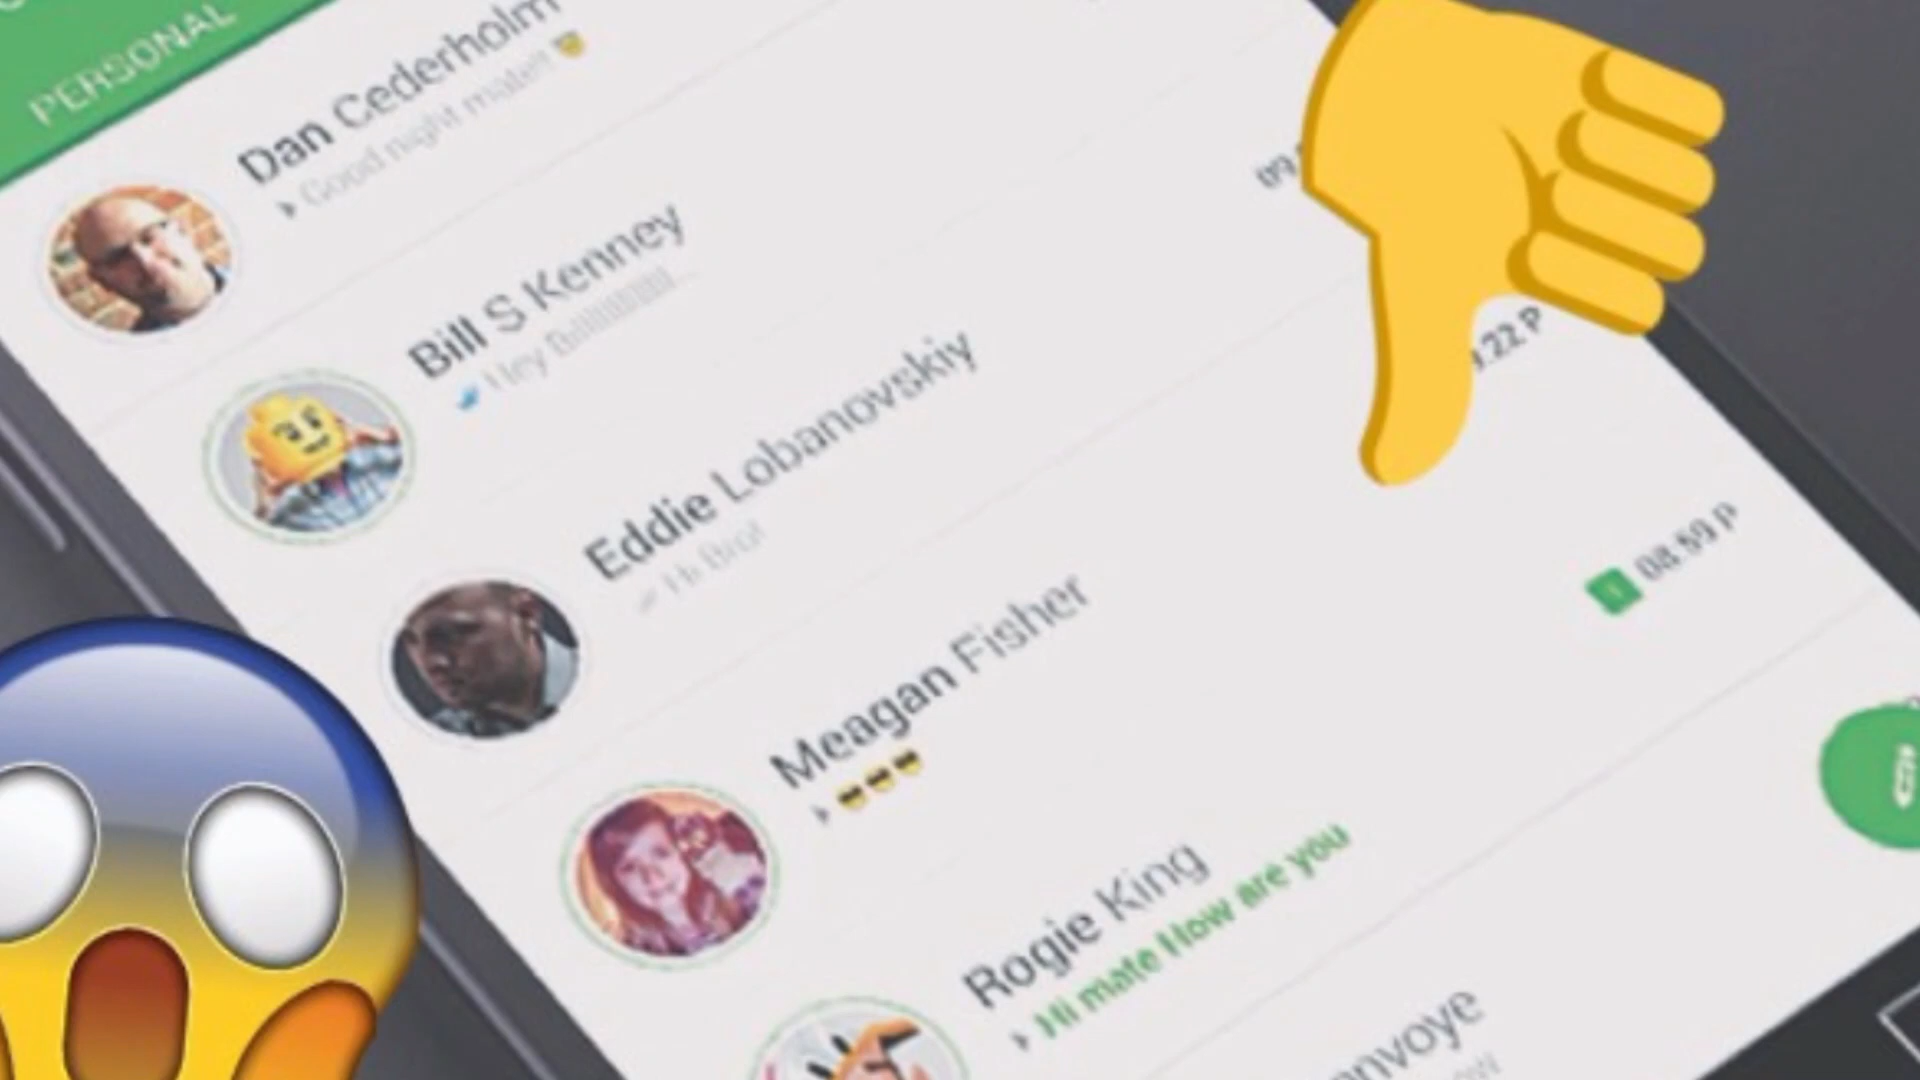 PERSONAL
Dan Cederholm
Good night mate!!
Bill S Kenney
Hey Billlllllllll
Eddie Lobanovskiy
Hi Bro!
Meagan Fisher
08:59 P
Rogie King
Hi mate How are you